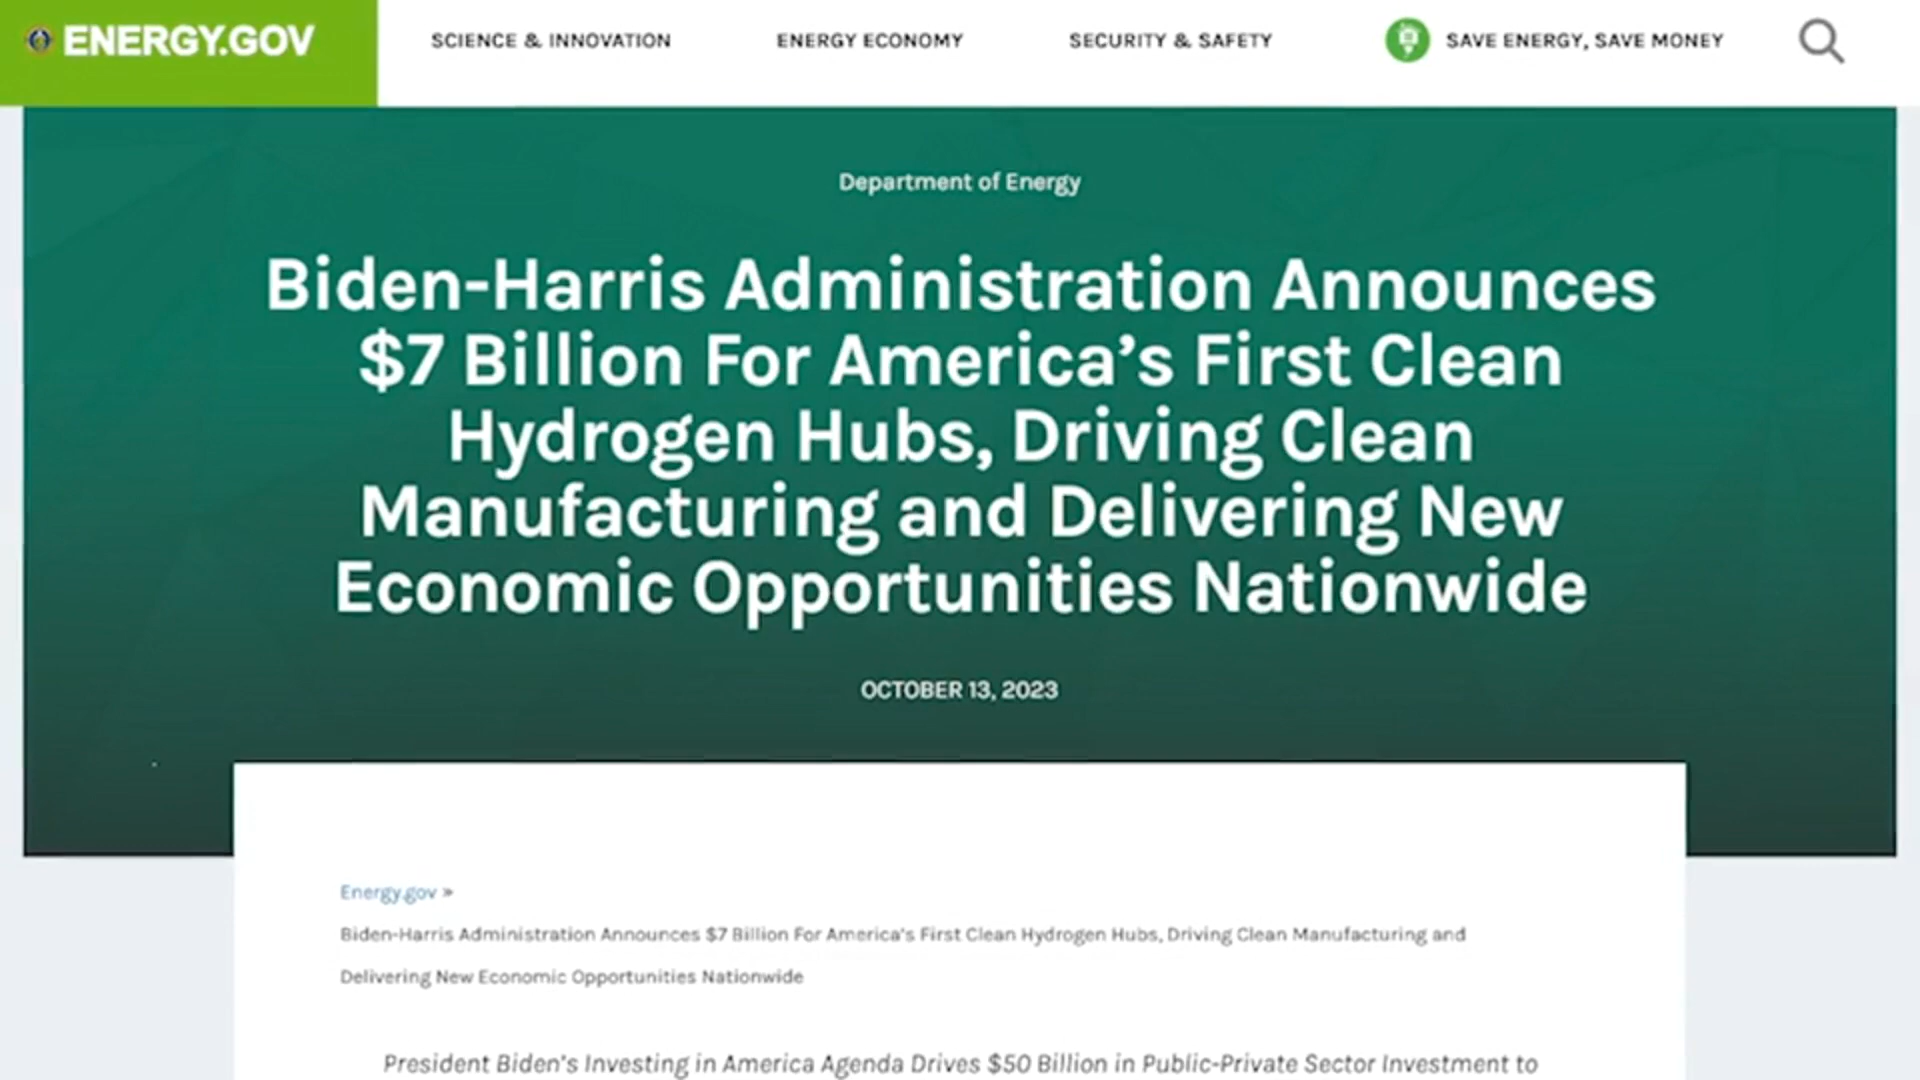 ENERGY.GOV SCIENCE & INNOVATION ENERGY ECONOMY SECURITY & SAFETY SAVE ENERGY, SAVE MONEY
Department of Energy
Biden-Harris Administration Announces
$7 Billion For America’s First Clean
Hydrogen Hubs, Driving Clean
Manufacturing and Delivering New
Economic Opportunities Nationwide
OCTOBER 13, 2023
Energy.gov »
Biden-Harris Administration Announces $7 Billion For America's First Clean Hydrogen Hubs, Driving Clean Manufacturing and
Delivering New Economic Opportunities Nationwide
President Biden's Investing in America Agenda Drives $50 Billion in Public-Private Sector Investment to